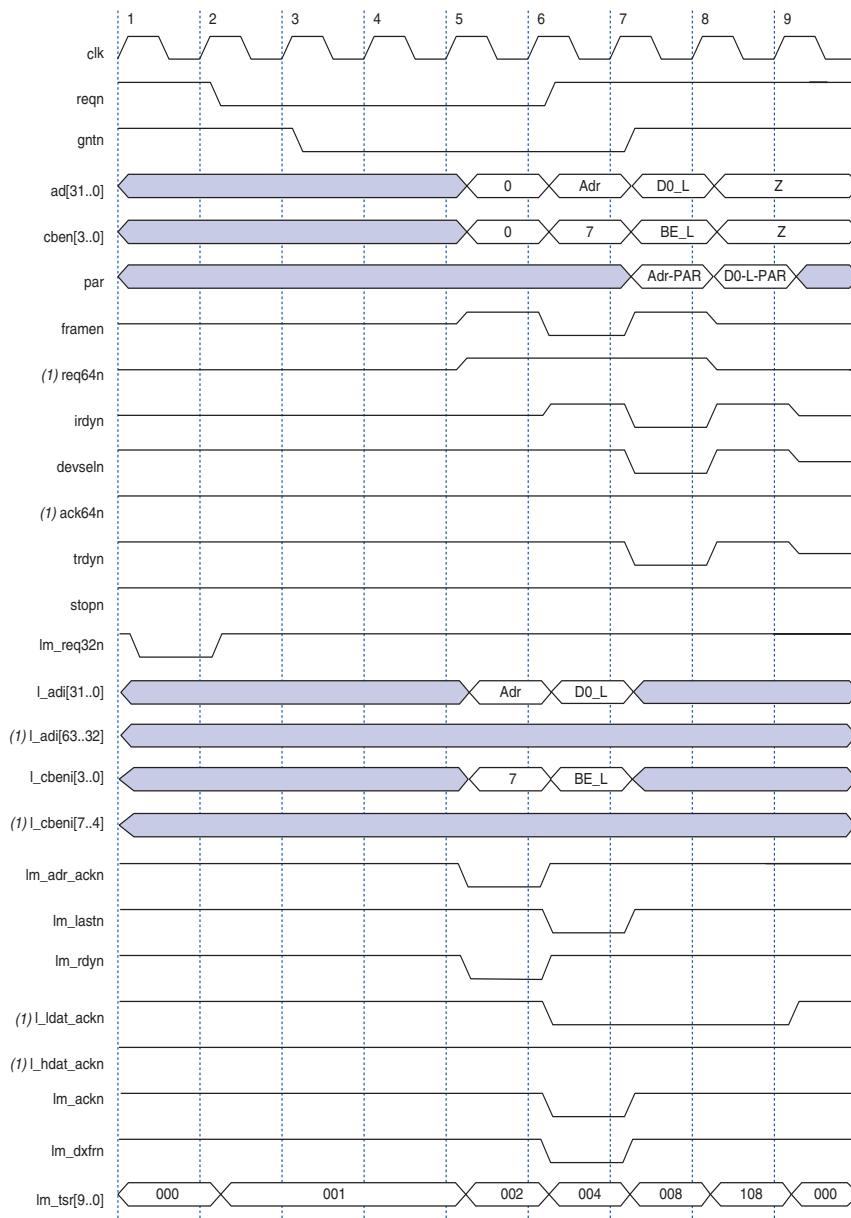 1 2 3 4 5 6 7 8 9
clk
reqn
gntn
ad[31..0] 0 Adr D0_L Z
cben[3..0] 0 7 BE_L Z
par Adr-PAR D0-L-PAR
framen
(1) req64n
irdyn
devseln
(1) ack64n
trdyn
stopn
lm_req32n
l_adi[31..0] Adr D0_L
(1) l_adi[63..32]
l_cbeni[3..0] 7 BE_L
(1) l_cbeni[7..4]
lm_adr_ackn
lm_lastn
lm_rdyn
(1) l_ldat_ackn
(1) l_hdat_ackn
lm_ackn
lm_dxfrn
lm_tsr[9..0] 000 001 002 004 008 108 000